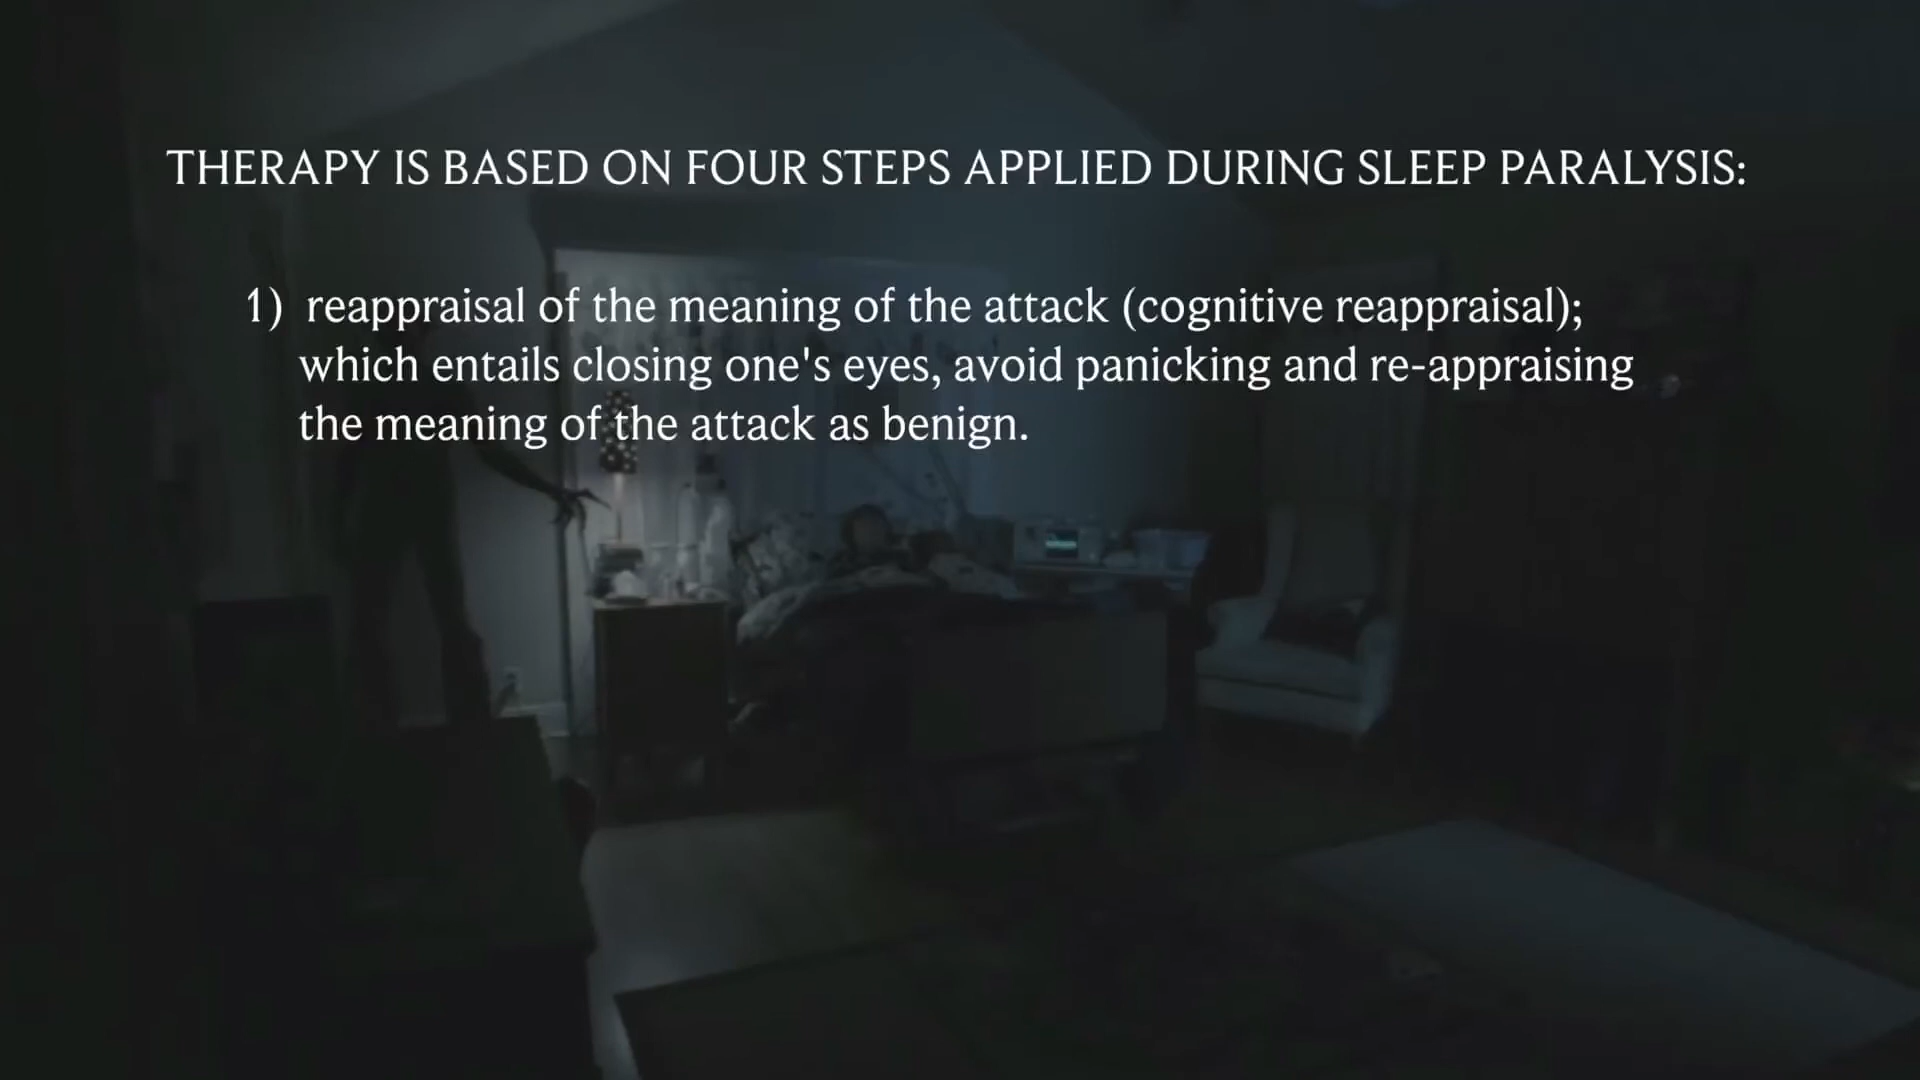 THERAPY IS BASED ON FOUR STEPS APPLIED DURING SLEEP PARALYSIS:
1) reappraisal of the meaning of the attack (cognitive reappraisal);
which entails closing one's eyes, avoid panicking and re-appraising
the meaning of the attack as benign.